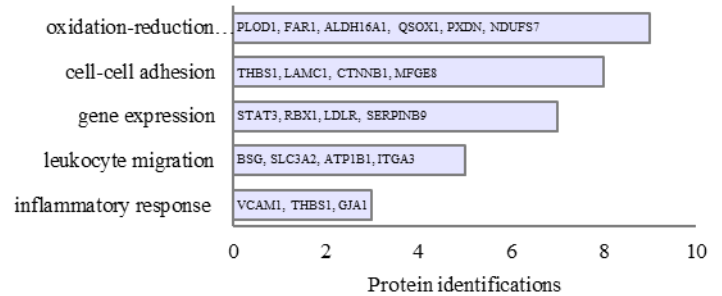 oxidation-reduction... PLOD1, FAR1, ALDH16A1, QSOX1, PXDN, NDUFS7
cell-cell adhesion THBS1, LAMC1, CTNNB1, MFGE8
gene expression STAT3, RBX1, LDLR, SERPINB9
leukocyte migration BSG, SLC3A2, ATP1B1, ITGA3
inflammatory response VCAM1, THBS1, GJA1
0 2 4 6 8 10
Protein identifications